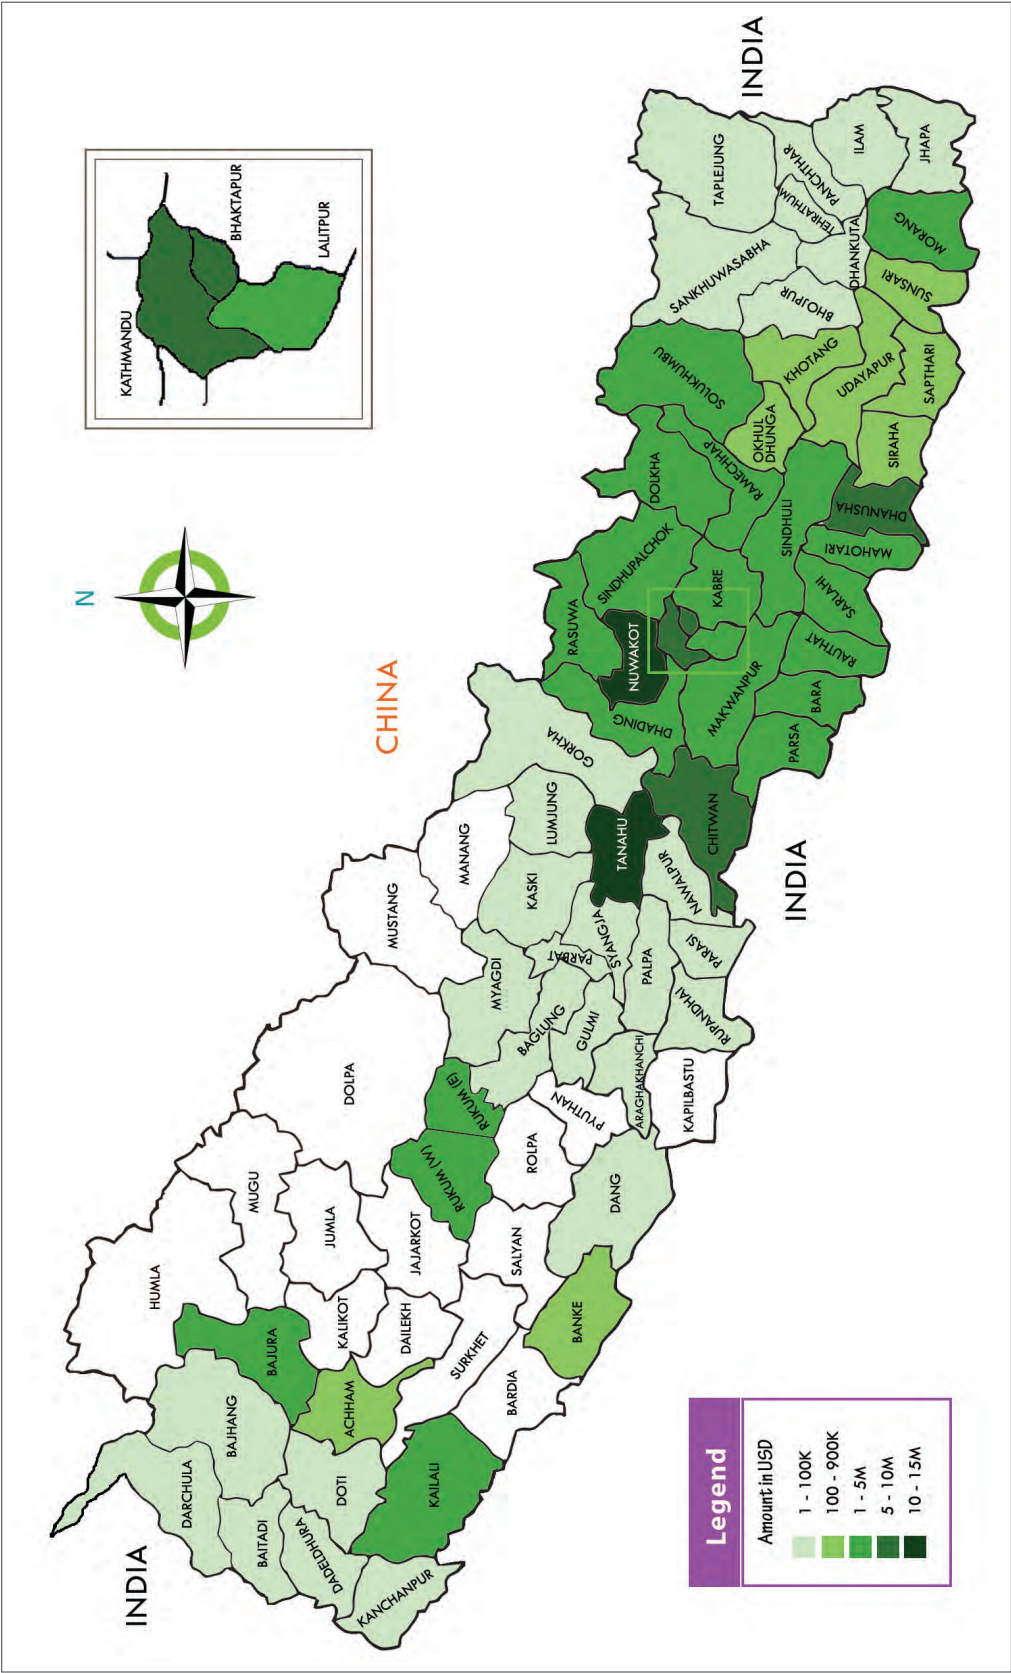 N
CHINA
INDIA
INDIA
INDIA
KATHMANDU
BHAKTAPUR
LALITPUR
HUMLA
DARCHULA
BAJHANG
BAJURA
MUGU
BAITADI
DADELDHURA
DOTI
ACHHAM
KALIKOT
JUMLA
DOLPA
KANCHANPUR
KAILALI
DAILEKH
JAJARKOT
RUKUM (W)
RUKUM (E)
MUSTANG
MANANG
SURKHET
SALYAN
ROLPA
BARDIA
BANKE
DANG
PYUTHAN
MYAGDI
BAGLUNG
GULMI
PARBAT
KASKI
SYANGJA
LUMJUNG
GORKHA
ARAGHAKHANCHI
PALPA
TANAHU
KAPILBASTU
RUPANDHAI
PARASI
NAWALPUR
CHITWAN
DHADING
RASUWA
NUWAKOT
SINDHUPALCHOK
KABRE
DOLKHA
RAMECHHAP
MAKWANPUR
PARSA
BARA
RAUTHAT
SARLAHI
MAHOTARI
DHANUSHA
SINDHULI
SOLUKHUMBU
OKHUL
DHUNGA
KHOTANG
UDAYAPUR
SIRAHA
SAPTHARI
SUNSARI
MORANG
SANKHUWASABHA
BHOJPUR
DHANKUTA
TEHRATHUM
TAPLEJUNG
PANCHTHAR
ILAM
JHAPA
Legend
Amount in USD
1 - 100K
100 - 900K
1 - 5M
5 - 10M
10 - 15M